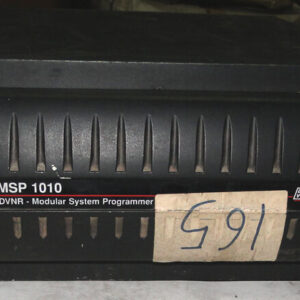 MSP 1010
DVNR - Modular System Programmer
165